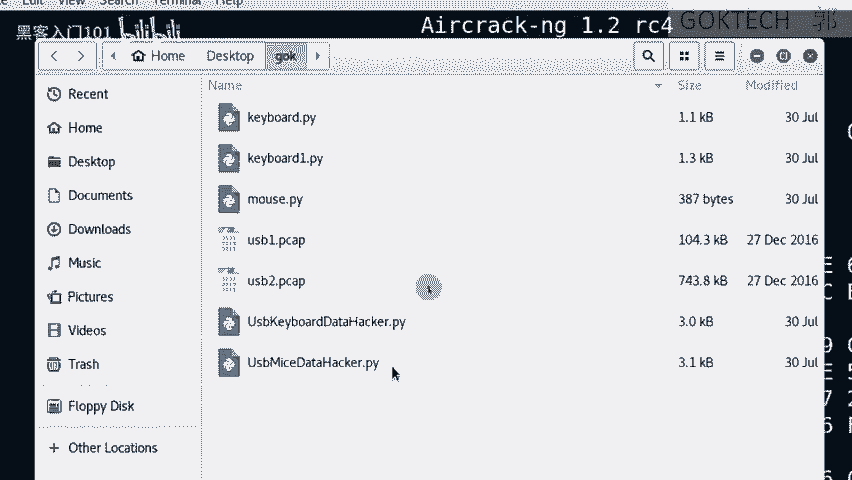 Edit View Search Terminal Help
黑客入门101 bilibili
Aircrack-ng 1.2 rc4
GOKTECH 郭
Home Desktop gok
Name Size Modified
Recent
Home
Desktop
Documents
Downloads
Music
Pictures
Videos
Trash
Floppy Disk
+ Other Locations
keyboard.py 1.1 kB 30 Jul
keyboard1.py 1.3 kB 30 Jul
mouse.py 387 bytes 30 Jul
usb1.pcap 104.3 kB 27 Dec 2016
usb2.pcap 743.8 kB 27 Dec 2016
UsbKeyboardDataHacker.py 3.0 kB 30 Jul
UsbMiceDataHacker.py 3.1 kB 30 Jul